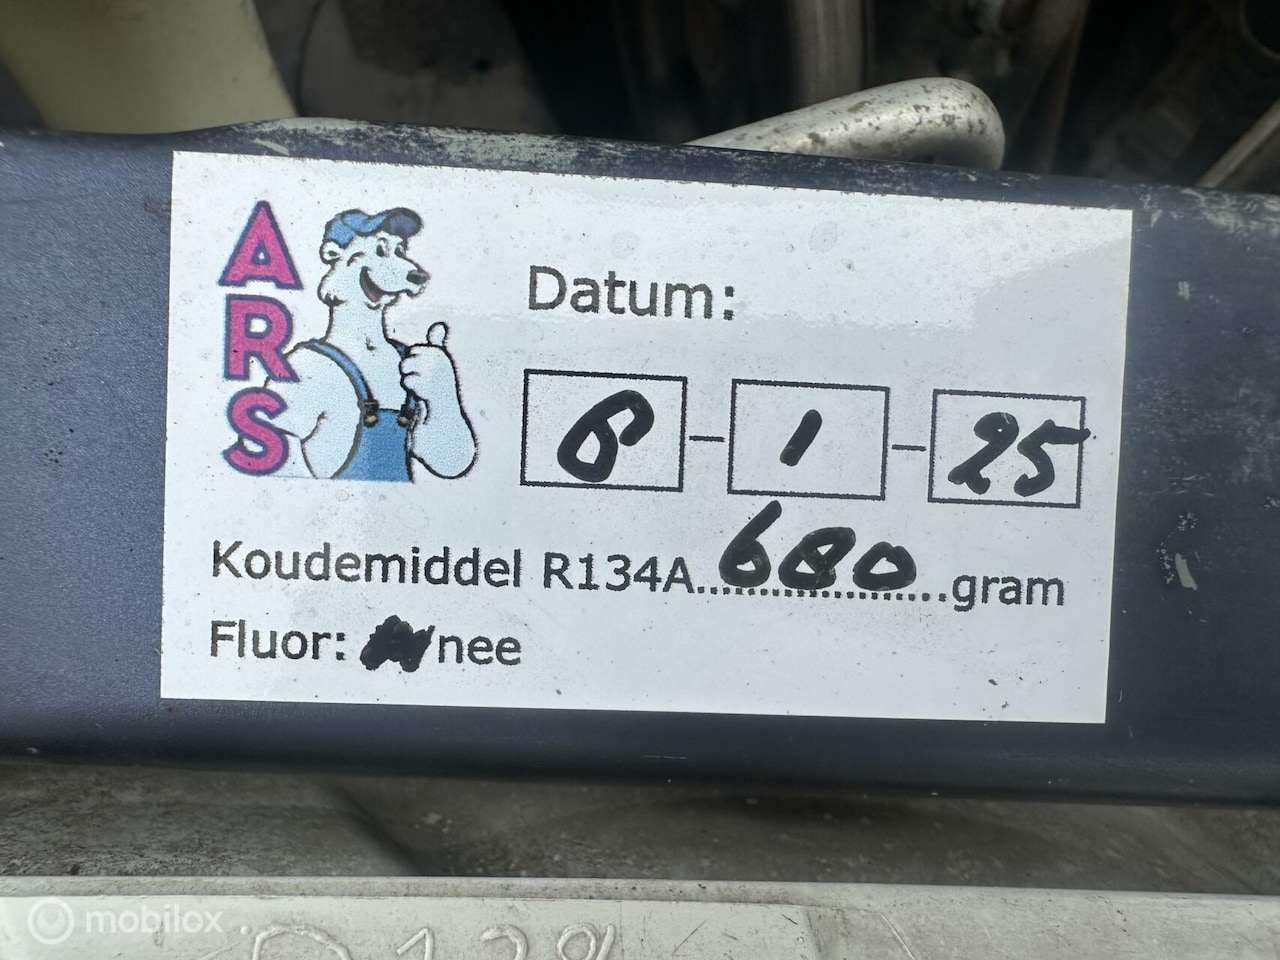 ARS
Datum:
6 - 1 - 25
Koudemiddel R134A..680..gram
Fluor: nee
mobilox